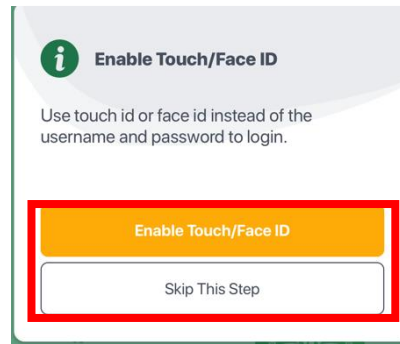 Enable Touch/Face ID
Use touch id or face id instead of the
username and password to login.
Enable Touch/Face ID
Skip This Step